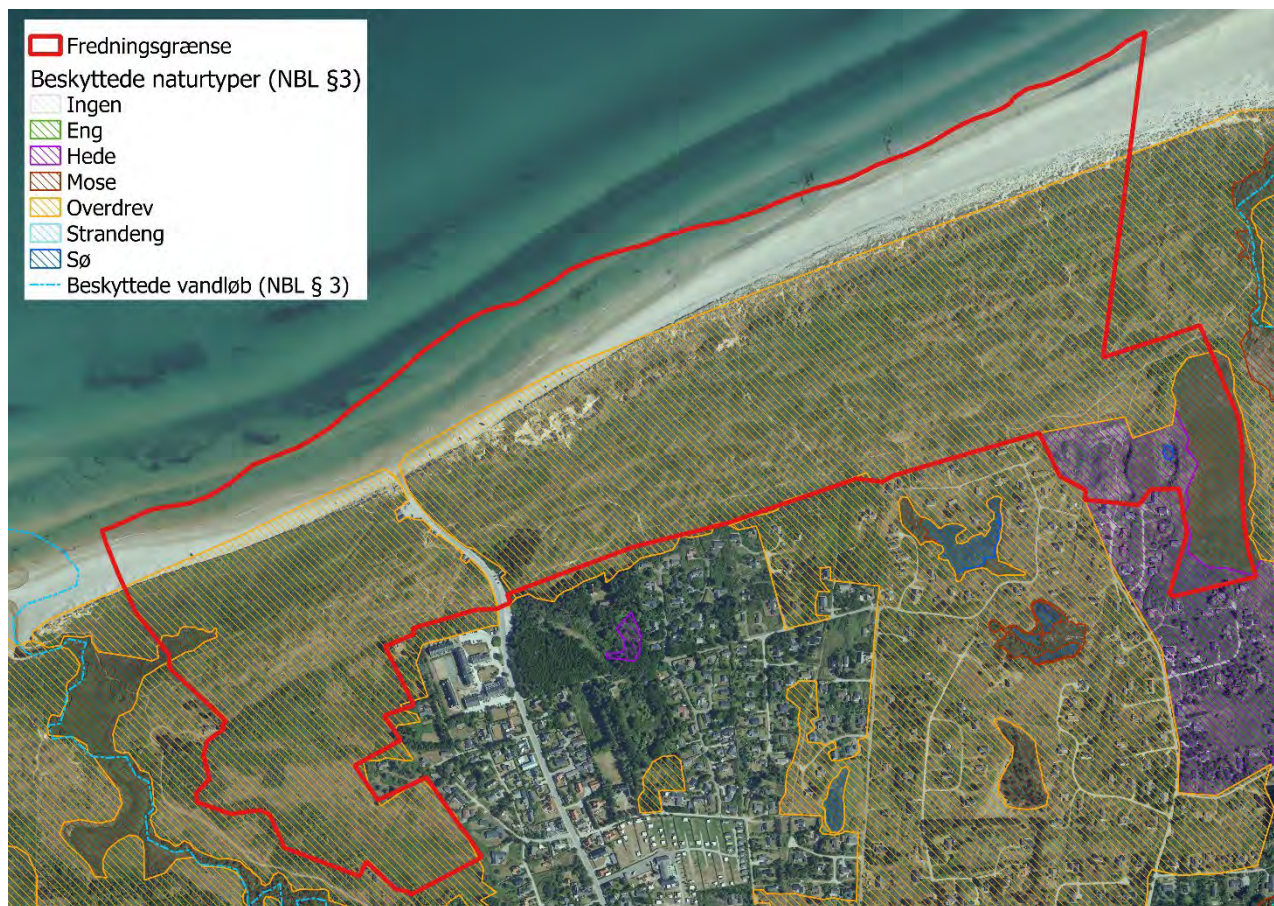 Fredningsgrænse
Beskyttede naturtyper (NBL §3)
Ingen
Eng
Hede
Mose
Overdrev
Strandeng
Sø
Beskyttede vandløb (NBL § 3)